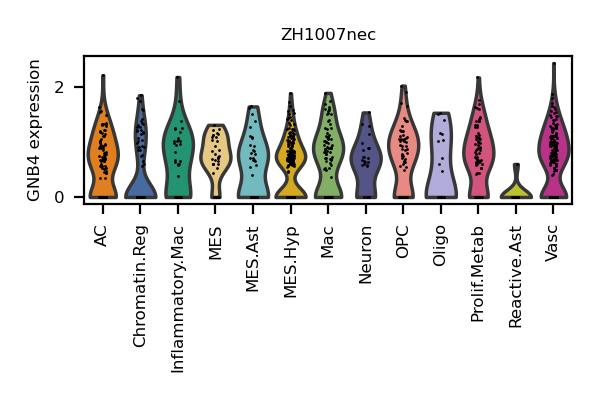 ZH1007nec
GNB4 expression
2
0
AC
Chromatin.Reg
Inflammatory.Mac
MES
MES.Ast
MES.Hyp
Mac
Neuron
OPC
Oligo
Prolif.Metab
Reactive.Ast
Vasc